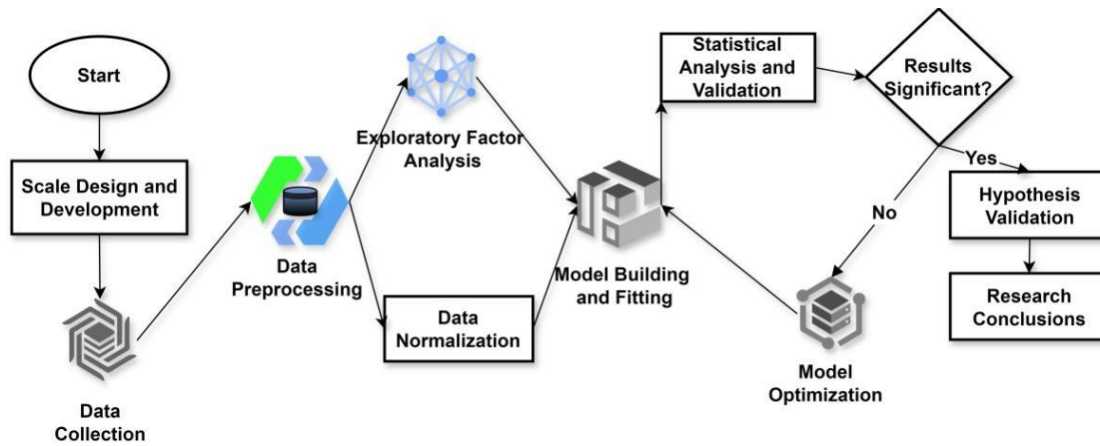 Start
Scale Design and
Development
Data
Collection
Data
Preprocessing
Exploratory Factor
Analysis
Data
Normalization
Model Building
and Fitting
Statistical
Analysis and
Validation
Results
Significant?
Yes
No
Hypothesis
Validation
Research
Conclusions
Model
Optimization